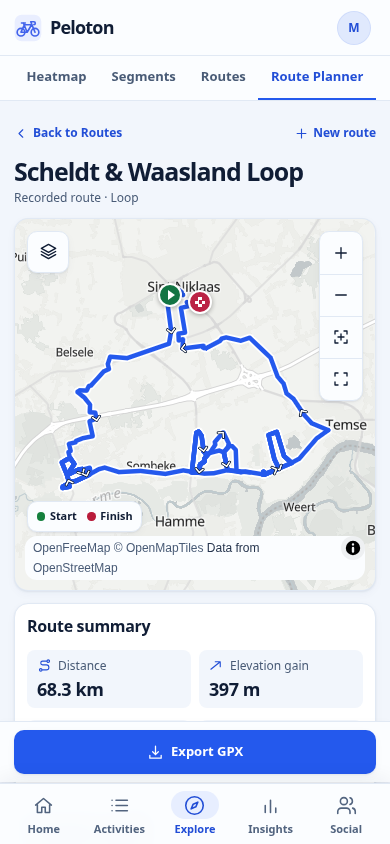 Peloton
M
Heatmap
Segments
Routes
Route Planner
Back to Routes
New route
Scheldt & Waasland Loop
Recorded route · Loop
Belsele
Temse
Sombeke
Weert
Hamme
B
Start
Finish
OpenFreeMap © OpenMapTiles Data from
OpenStreetMap
Route summary
Distance
Elevation gain
68.3 km
397 m
Export GPX
Home
Activities
Explore
Insights
Social